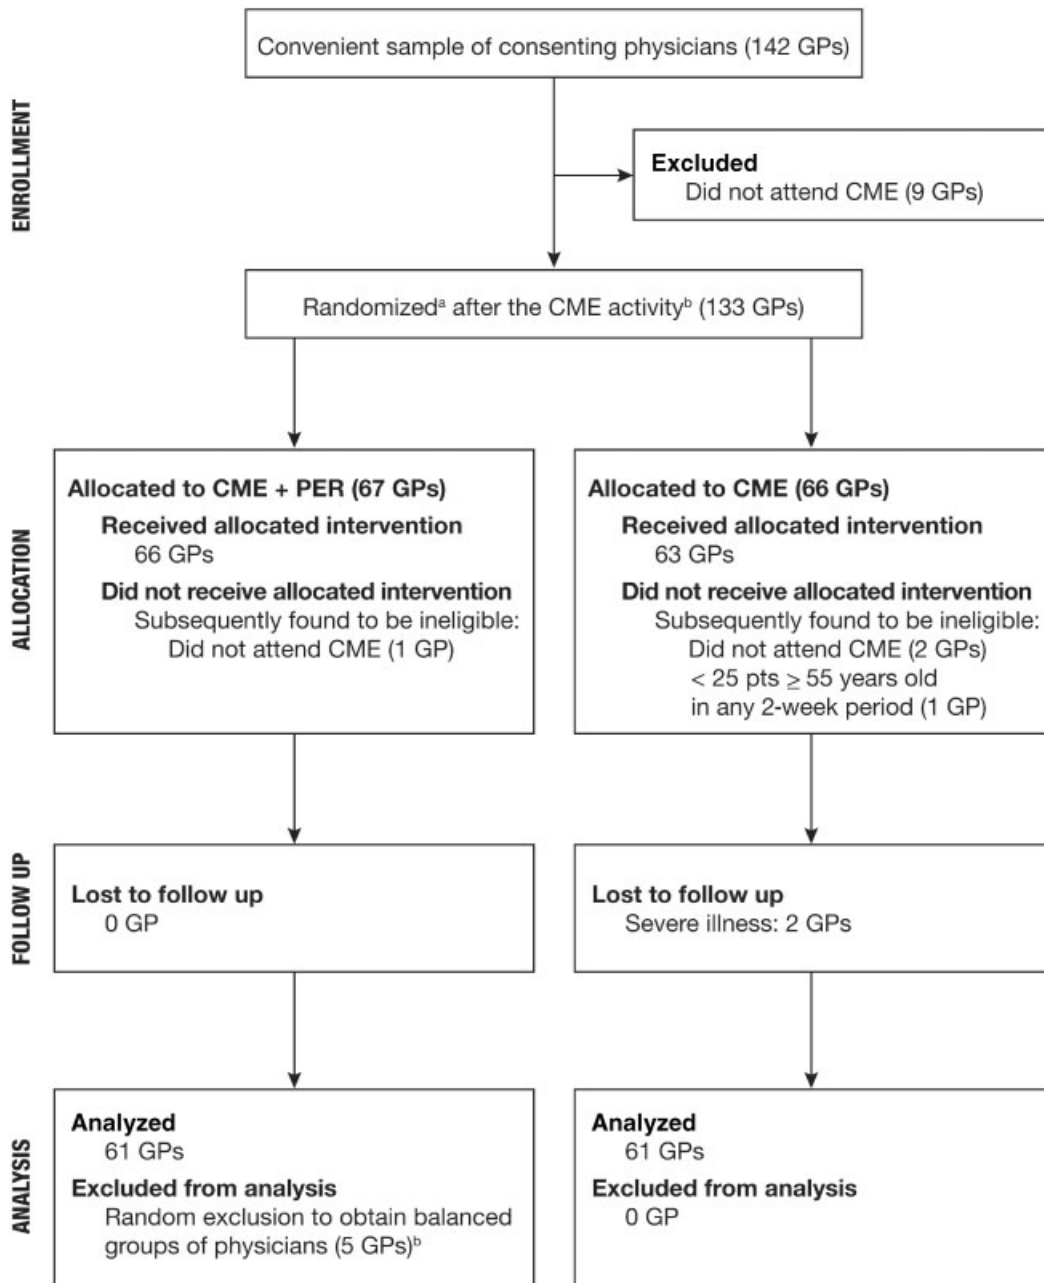 Convenient sample of consenting physicians (142 GPs)
ENROLLMENT
Excluded
Did not attend CME (9 GPs)
Randomizedᵃ after the CME activityᵇ (133 GPs)
ALLOCATION
Allocated to CME + PER (67 GPs)
Received allocated intervention
66 GPs
Did not receive allocated intervention
Subsequently found to be ineligible:
Did not attend CME (1 GP)
Allocated to CME (66 GPs)
Received allocated intervention
63 GPs
Did not receive allocated intervention
Subsequently found to be ineligible:
Did not attend CME (2 GPs)
< 25 pts ≥ 55 years old
in any 2-week period (1 GP)
FOLLOW UP
Lost to follow up
0 GP
Lost to follow up
Severe illness: 2 GPs
ANALYSIS
Analyzed
61 GPs
Excluded from analysis
Random exclusion to obtain balanced
groups of physicians (5 GPs)ᵇ
Analyzed
61 GPs
Excluded from analysis
0 GP